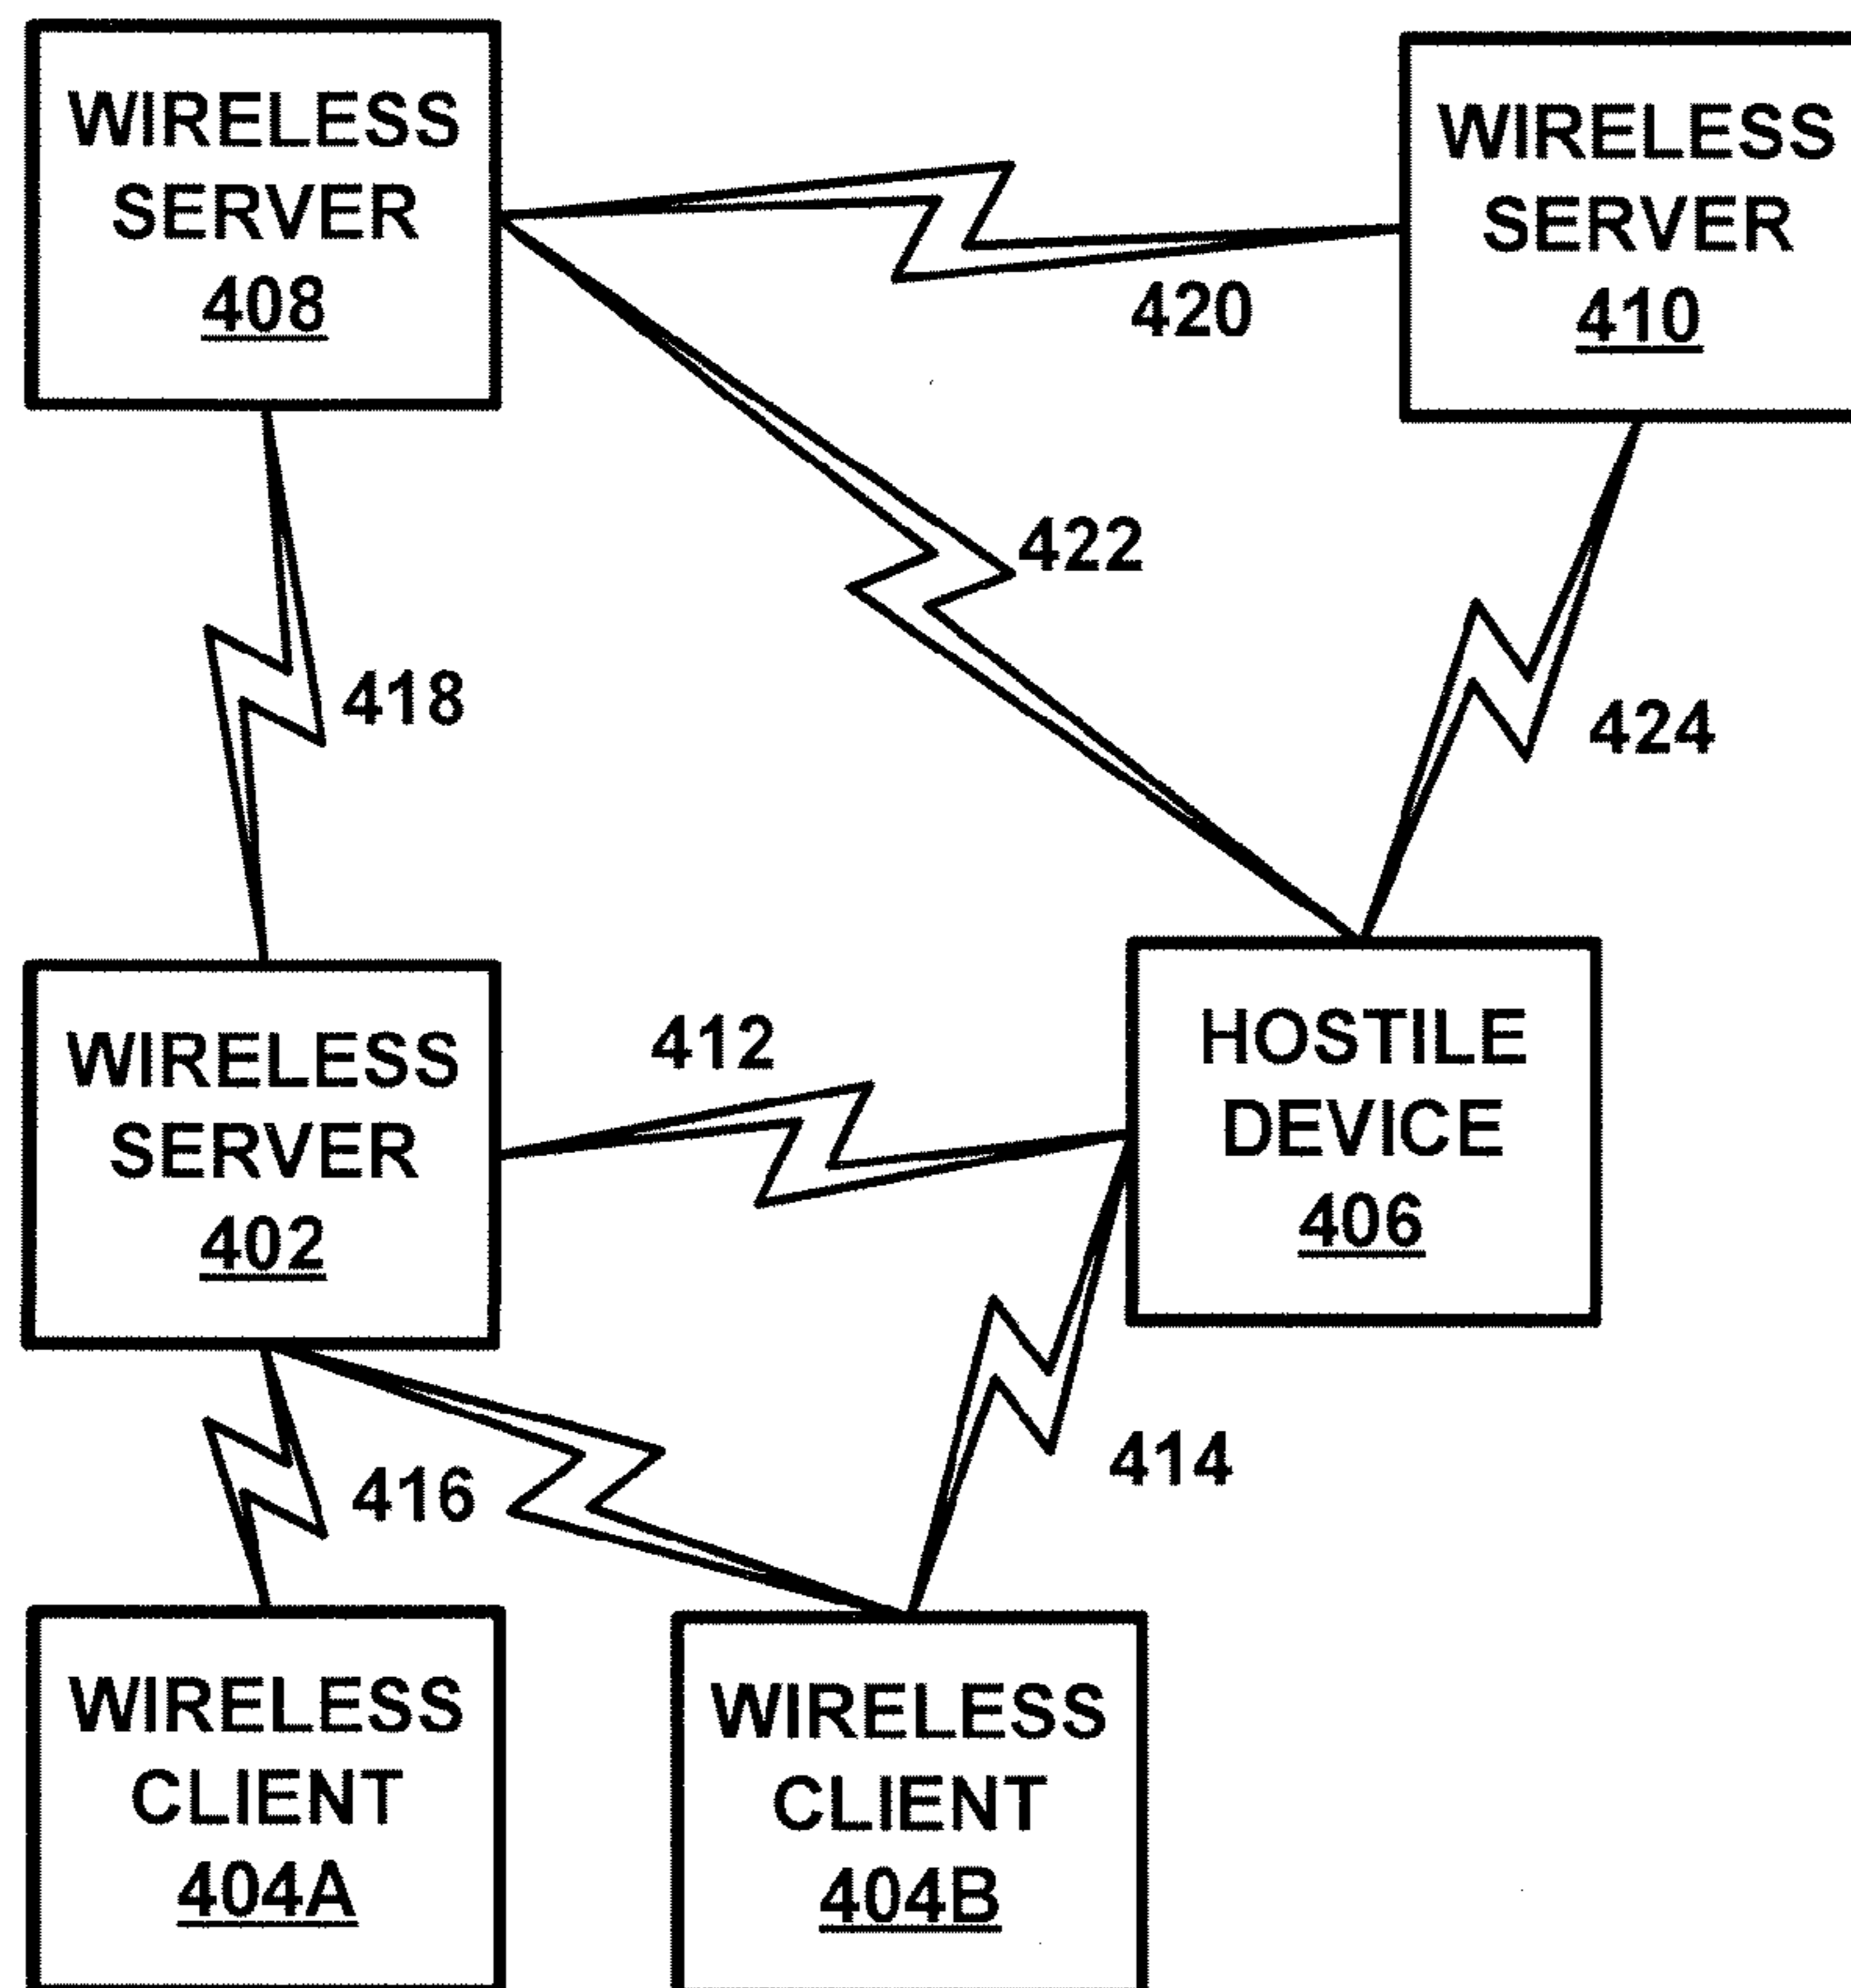 WIRELESS
SERVER
408
WIRELESS
SERVER
410
420
422
418
424
WIRELESS
SERVER
402
412
HOSTILE
DEVICE
406
416
414
WIRELESS
CLIENT
404A
WIRELESS
CLIENT
404B